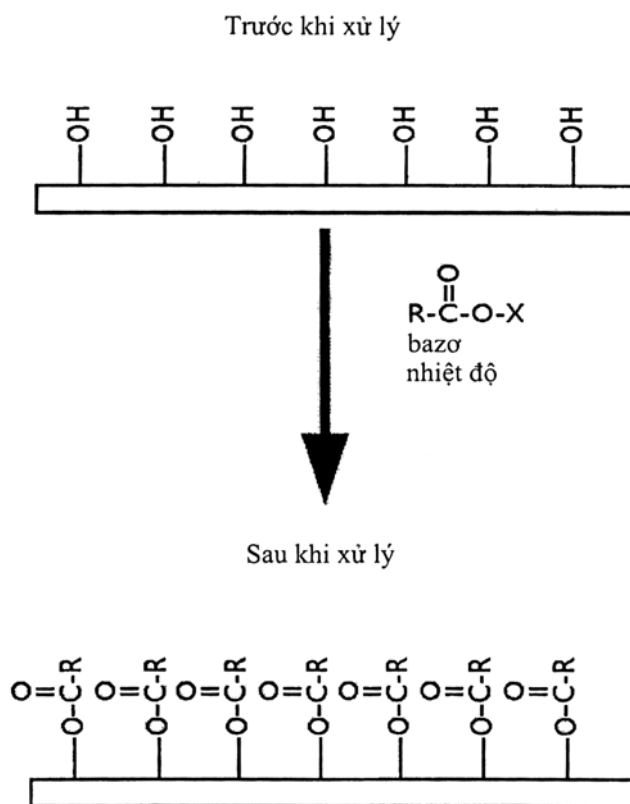 Trước khi xử lý
OH OH OH OH OH OH OH
O
R-C-O-X
bazơ
nhiệt độ
Sau khi xử lý
O=C-R O=C-R O=C-R O=C-R O=C-R O=C-R O=C-R
O O O O O O O